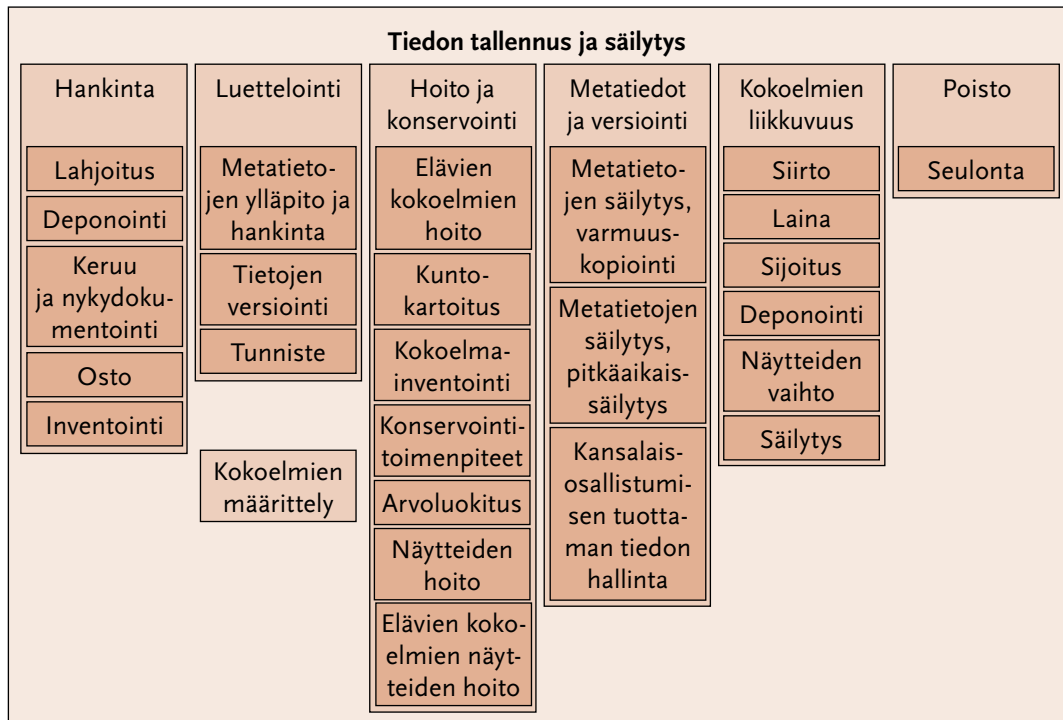 Tiedon tallennus ja säilytys
Hankinta
Lahjoitus
Deponointi
Keruu
ja nykydoku-
mentointi
Osto
Inventointi
Luettelointi
Metatieto-
jen ylläpito ja
hankinta
Tietojen
versiointi
Tunniste
Kokoelmien
määrittely
Hoito ja
konservointi
Elävien
kokoelmien
hoito
Kunto-
kartoitus
Kokoelma-
inventointi
Konservointi-
toimenpiteet
Arvoluokitus
Näytteiden
hoito
Elävien koko-
elmien näyt-
teiden hoito
Metatiedot
ja versiointi
Metatieto-
jen säilytys,
varmuus-
kopiointi
Metatietojen
säilytys,
pitkäaikais-
säilytys
Kansalais-
osallistumi-
sen tuotta-
man tiedon
hallinta
Kokoelmien
liikkuvuus
Siirto
Laina
Sijoitus
Deponointi
Näytteiden
vaihto
Säilytys
Poisto
Seulonta